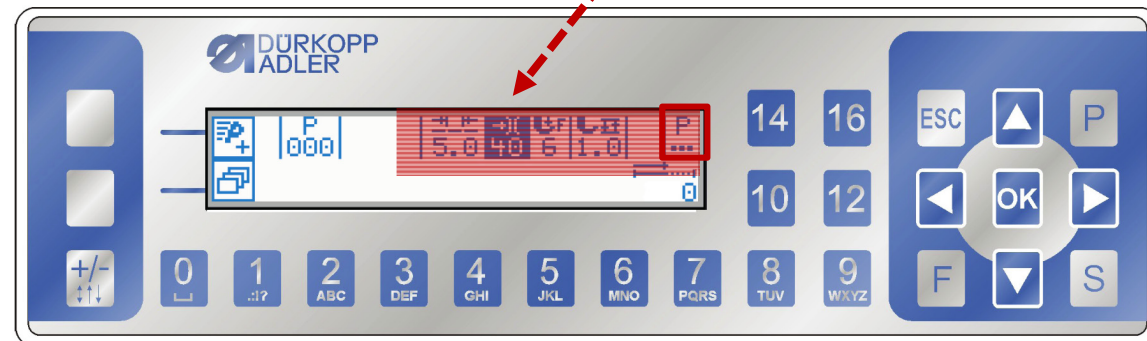 DÜRKOPP
ADLER
P
000
5.0 40 6 1.0
F
P
...
0
14 16
10 12
ESC P
OK
F S
+/-
0
1 .:!?
2 ABC
3 DEF
4 GHI
5 JKL
6 MNO
7 PQRS
8 TUV
9 WXYZ